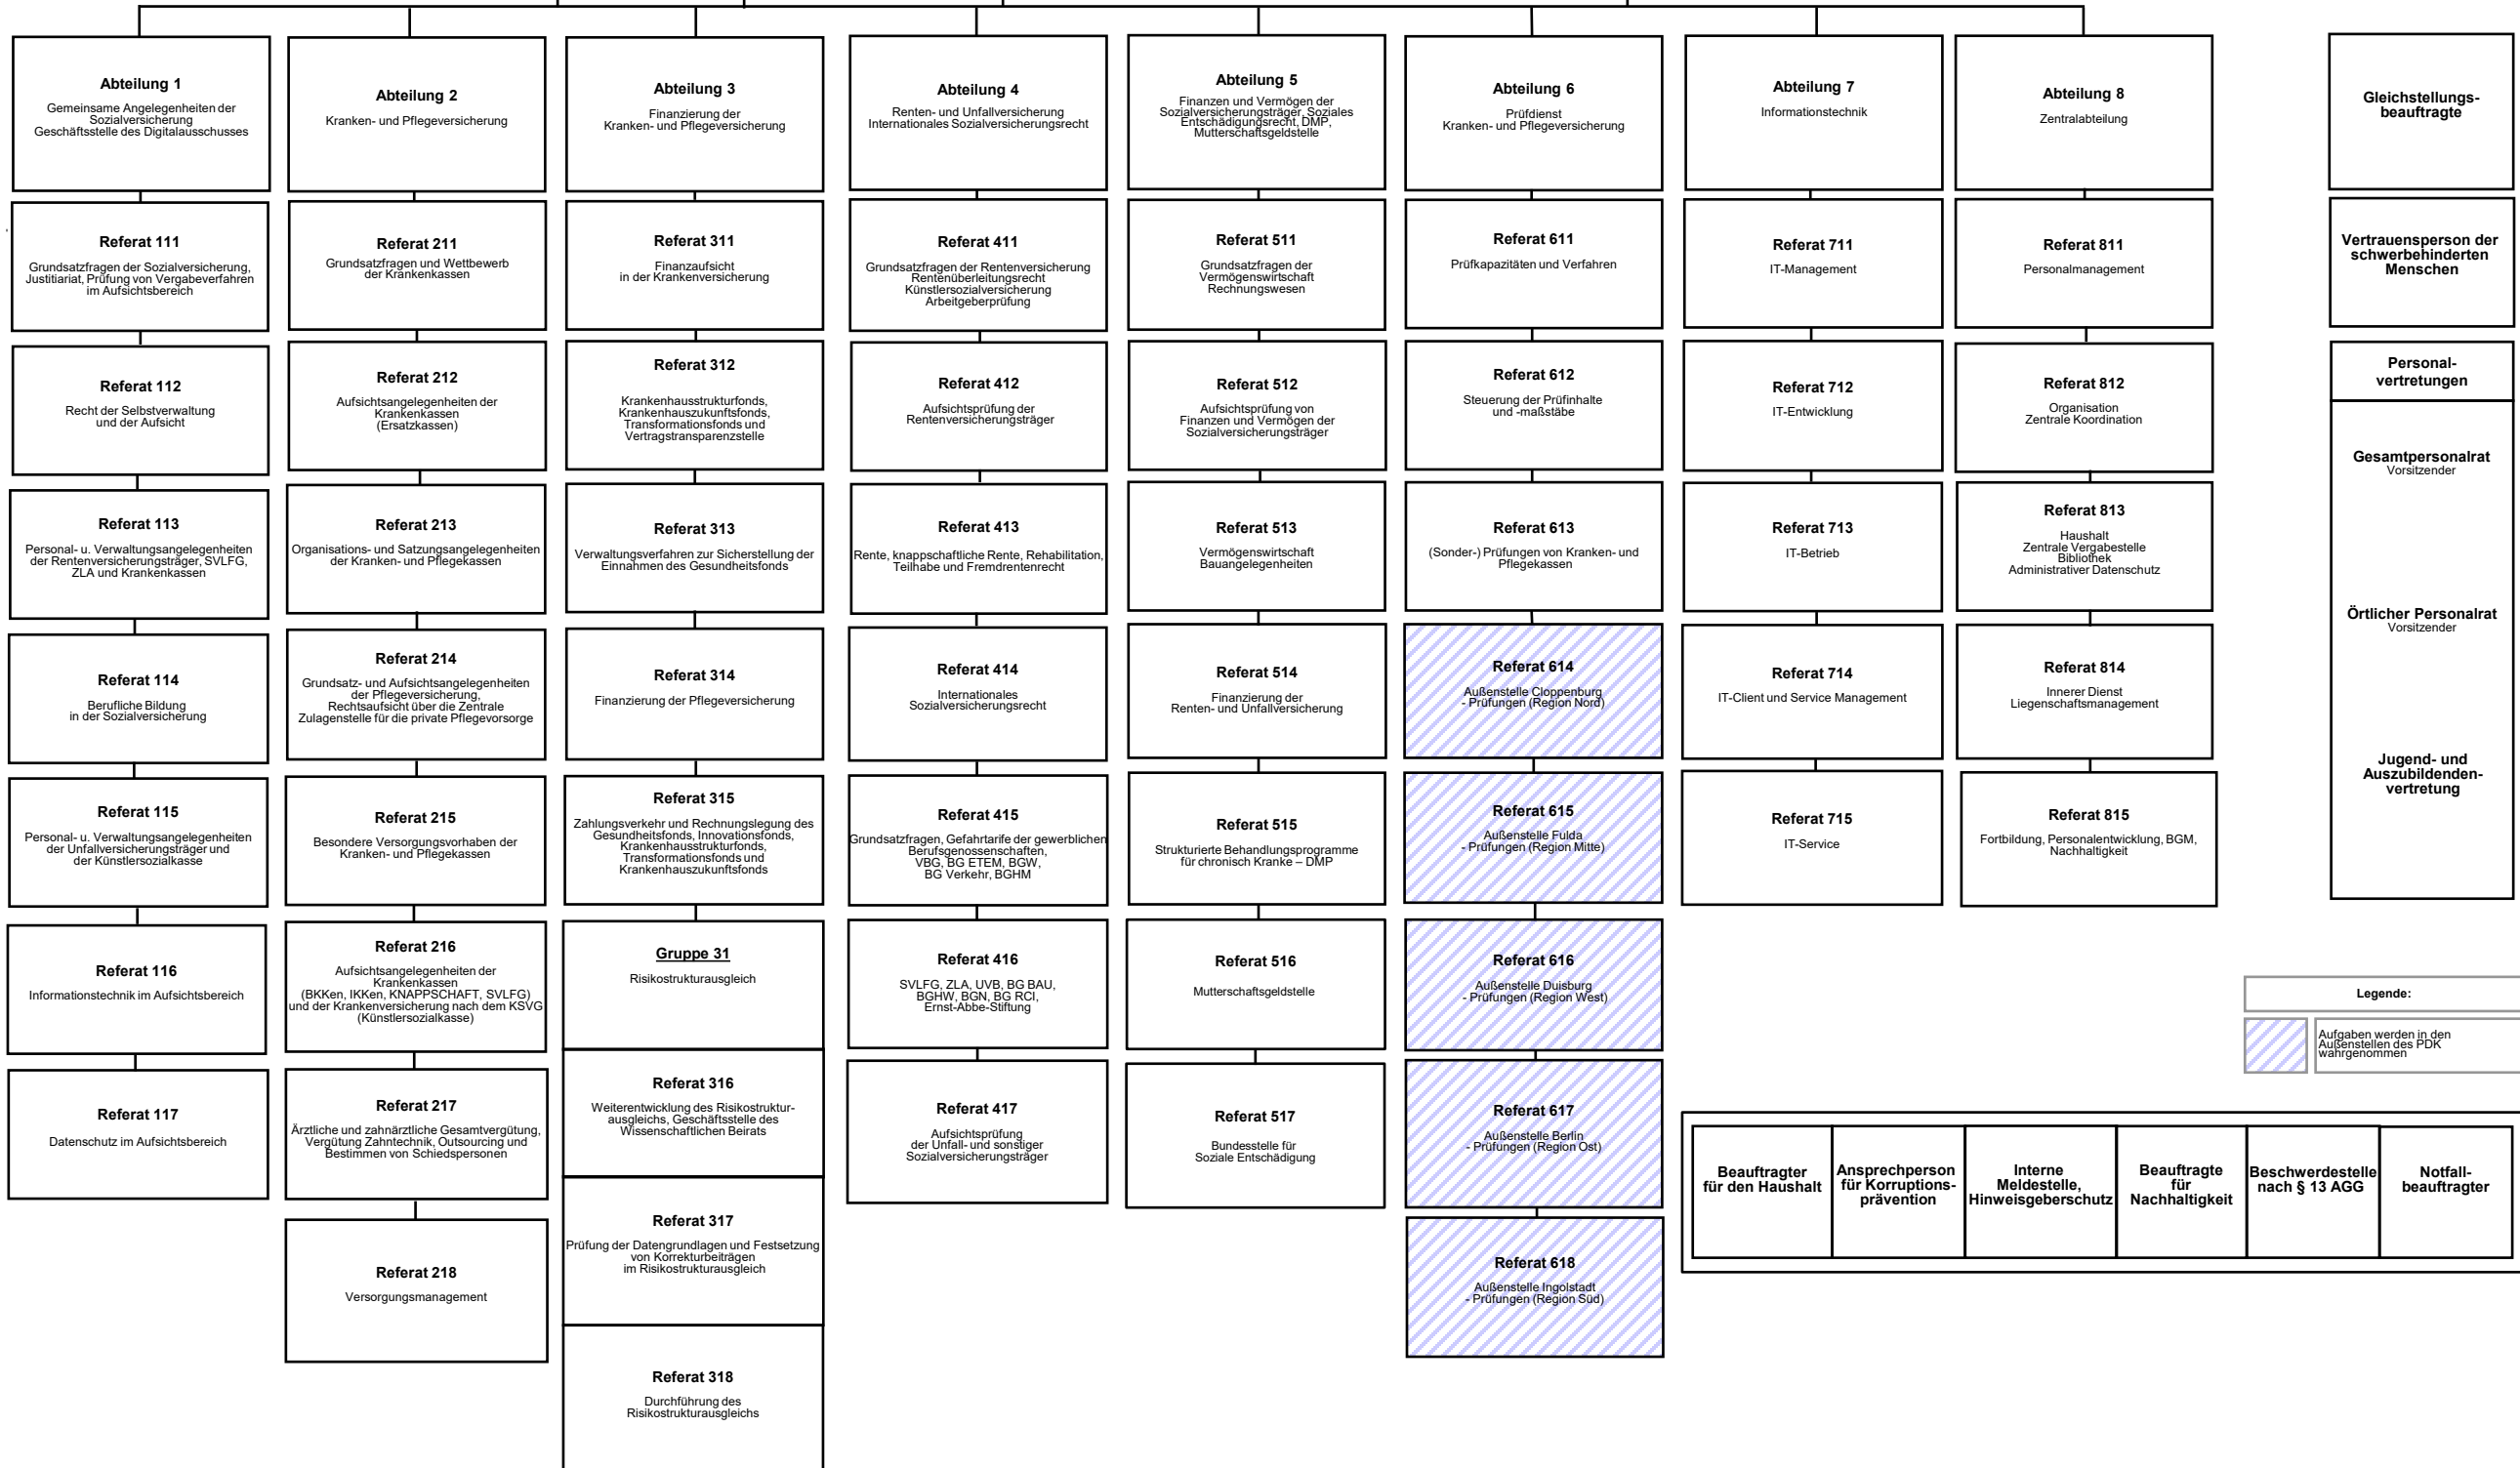 Abteilung 1
Gemeinsame Angelegenheiten der
Sozialversicherung
Geschäftsstelle des Digitalausschusses
Referat 111
Grundsatzfragen der Sozialversicherung,
Justitiariat, Prüfung von Vergabeverfahren
im Aufsichtsbereich
Referat 112
Recht der Selbstverwaltung
und der Aufsicht
Referat 113
Personal- u. Verwaltungsangelegenheiten
der Rentenversicherungsträger, SVLFG,
ZLA und Krankenkassen
Referat 114
Berufliche Bildung
in der Sozialversicherung
Referat 115
Personal- u. Verwaltungsangelegenheiten
der Unfallversicherungsträger und
der Künstlersozialkasse
Referat 116
Informationstechnik im Aufsichtsbereich
Referat 117
Datenschutz im Aufsichtsbereich
Abteilung 2
Kranken- und Pflegeversicherung
Referat 211
Grundsatzfragen und Wettbewerb
der Krankenkassen
Referat 212
Aufsichtsangelegenheiten der
Krankenkassen
(Ersatzkassen)
Referat 213
Organisations- und Satzungsangelegenheiten
der Kranken- und Pflegekassen
Referat 214
Grundsatz- und Aufsichtsangelegenheiten
der Pflegeversicherung,
Rechtsaufsicht über die Zentrale
Zulagenstelle für die private Pflegevorsorge
Referat 215
Besondere Versorgungsvorhaben der
Kranken- und Pflegekassen
Referat 216
Aufsichtsangelegenheiten der
Krankenkassen
(BKKen, IKKen, KNAPPSCHAFT, SVLFG)
und der Krankenversicherung nach dem KSVG
(Künstlersozialkasse)
Referat 217
Ärztliche und zahnärztliche Gesamtvergütung,
Vergütung Zahntechnik, Outsourcing und
Bestimmen von Schiedspersonen
Referat 218
Versorgungsmanagement
Abteilung 3
Finanzierung der
Kranken- und Pflegeversicherung
Referat 311
Finanzaufsicht
in der Krankenversicherung
Referat 312
Krankenhausstrukturfonds,
Krankenhauszukunftsfonds,
Transformationsfonds und
Vertragstransparenzstelle
Referat 313
Verwaltungsverfahren zur Sicherstellung der
Einnahmen des Gesundheitsfonds
Referat 314
Finanzierung der Pflegeversicherung
Referat 315
Zahlungsverkehr und Rechnungslegung des
Gesundheitsfonds, Innovationsfonds,
Krankenhausstrukturfonds,
Transformationsfonds und
Krankenhauszukunftsfonds
Gruppe 31
Risikostrukturausgleich
Referat 316
Weiterentwicklung des Risikostruktur-
ausgleichs, Geschäftsstelle des
Wissenschaftlichen Beirats
Referat 317
Prüfung der Datengrundlagen und Festsetzung
von Korrekturbeiträgen
im Risikostrukturausgleich
Referat 318
Durchführung des
Risikostrukturausgleichs
Abteilung 4
Renten- und Unfallversicherung
Internationales Sozialversicherungsrecht
Referat 411
Grundsatzfragen der Rentenversicherung
Rentenüberleitungsrecht
Künstlersozialversicherung
Arbeitgeberprüfung
Referat 412
Aufsichtsprüfung der
Rentenversicherungsträger
Referat 413
Rente, knappschaftliche Rente, Rehabilitation,
Teilhabe und Fremdrentenrecht
Referat 414
Internationales
Sozialversicherungsrecht
Referat 415
Grundsatzfragen, Gefahrtarife der gewerblichen
Berufsgenossenschaften,
VBG, BG ETEM, BGW,
BG Verkehr, BGHM
Referat 416
SVLFG, ZLA, UVB, BG BAU,
BGHW, BGN, BG RCI,
Ernst-Abbe-Stiftung
Referat 417
Aufsichtsprüfung
der Unfall- und sonstiger
Sozialversicherungsträger
Abteilung 5
Finanzen und Vermögen der
Sozialversicherungsträger, Soziales
Entschädigungsrecht, DMP,
Mutterschaftsgeldstelle
Referat 511
Grundsatzfragen der
Vermögenswirtschaft
Rechnungswesen
Referat 512
Aufsichtsprüfung von
Finanzen und Vermögen der
Sozialversicherungsträger
Referat 513
Vermögenswirtschaft
Bauangelegenheiten
Referat 514
Finanzierung der
Renten- und Unfallversicherung
Referat 515
Strukturierte Behandlungsprogramme
für chronisch Kranke – DMP
Referat 516
Mutterschaftsgeldstelle
Referat 517
Bundesstelle für
Soziale Entschädigung
Abteilung 6
Prüfdienst
Kranken- und Pflegeversicherung
Referat 611
Prüfkapazitäten und Verfahren
Referat 612
Steuerung der Prüfinhalte
und -maßstäbe
Referat 613
(Sonder-) Prüfungen von Kranken- und
Pflegekassen
Referat 614
Außenstelle Cloppenburg
- Prüfungen (Region Nord)
Referat 615
Außenstelle Fulda
- Prüfungen (Region Mitte)
Referat 616
Außenstelle Duisburg
- Prüfungen (Region West)
Referat 617
Außenstelle Berlin
- Prüfungen (Region Ost)
Referat 618
Außenstelle Ingolstadt
- Prüfungen (Region Süd)
Abteilung 7
Informationstechnik
Referat 711
IT-Management
Referat 712
IT-Entwicklung
Referat 713
IT-Betrieb
Referat 714
IT-Client und Service Management
Referat 715
IT-Service
Abteilung 8
Zentralabteilung
Referat 811
Personalmanagement
Referat 812
Organisation
Zentrale Koordination
Referat 813
Haushalt
Zentrale Vergabestelle
Bibliothek
Administrativer Datenschutz
Referat 814
Innerer Dienst
Liegenschaftsmanagement
Referat 815
Fortbildung, Personalentwicklung, BGM,
Nachhaltigkeit
Gleichstellungs-
beauftragte
Vertrauensperson der
schwerbehinderten
Menschen
Personal-
vertretungen
Gesamtpersonalrat
Vorsitzender
Örtlicher Personalrat
Vorsitzender
Jugend- und
Auszubildenden-
vertretung
Legende:
Aufgaben werden in den
Außenstellen des PDK
wahrgenommen
Beauftragter
für den Haushalt
Ansprechperson
für Korruptions-
prävention
Interne
Meldestelle,
Hinweisgeberschutz
Beauftragte
für
Nachhaltigkeit
Beschwerdestelle
nach § 13 AGG
Notfall-
beauftragter